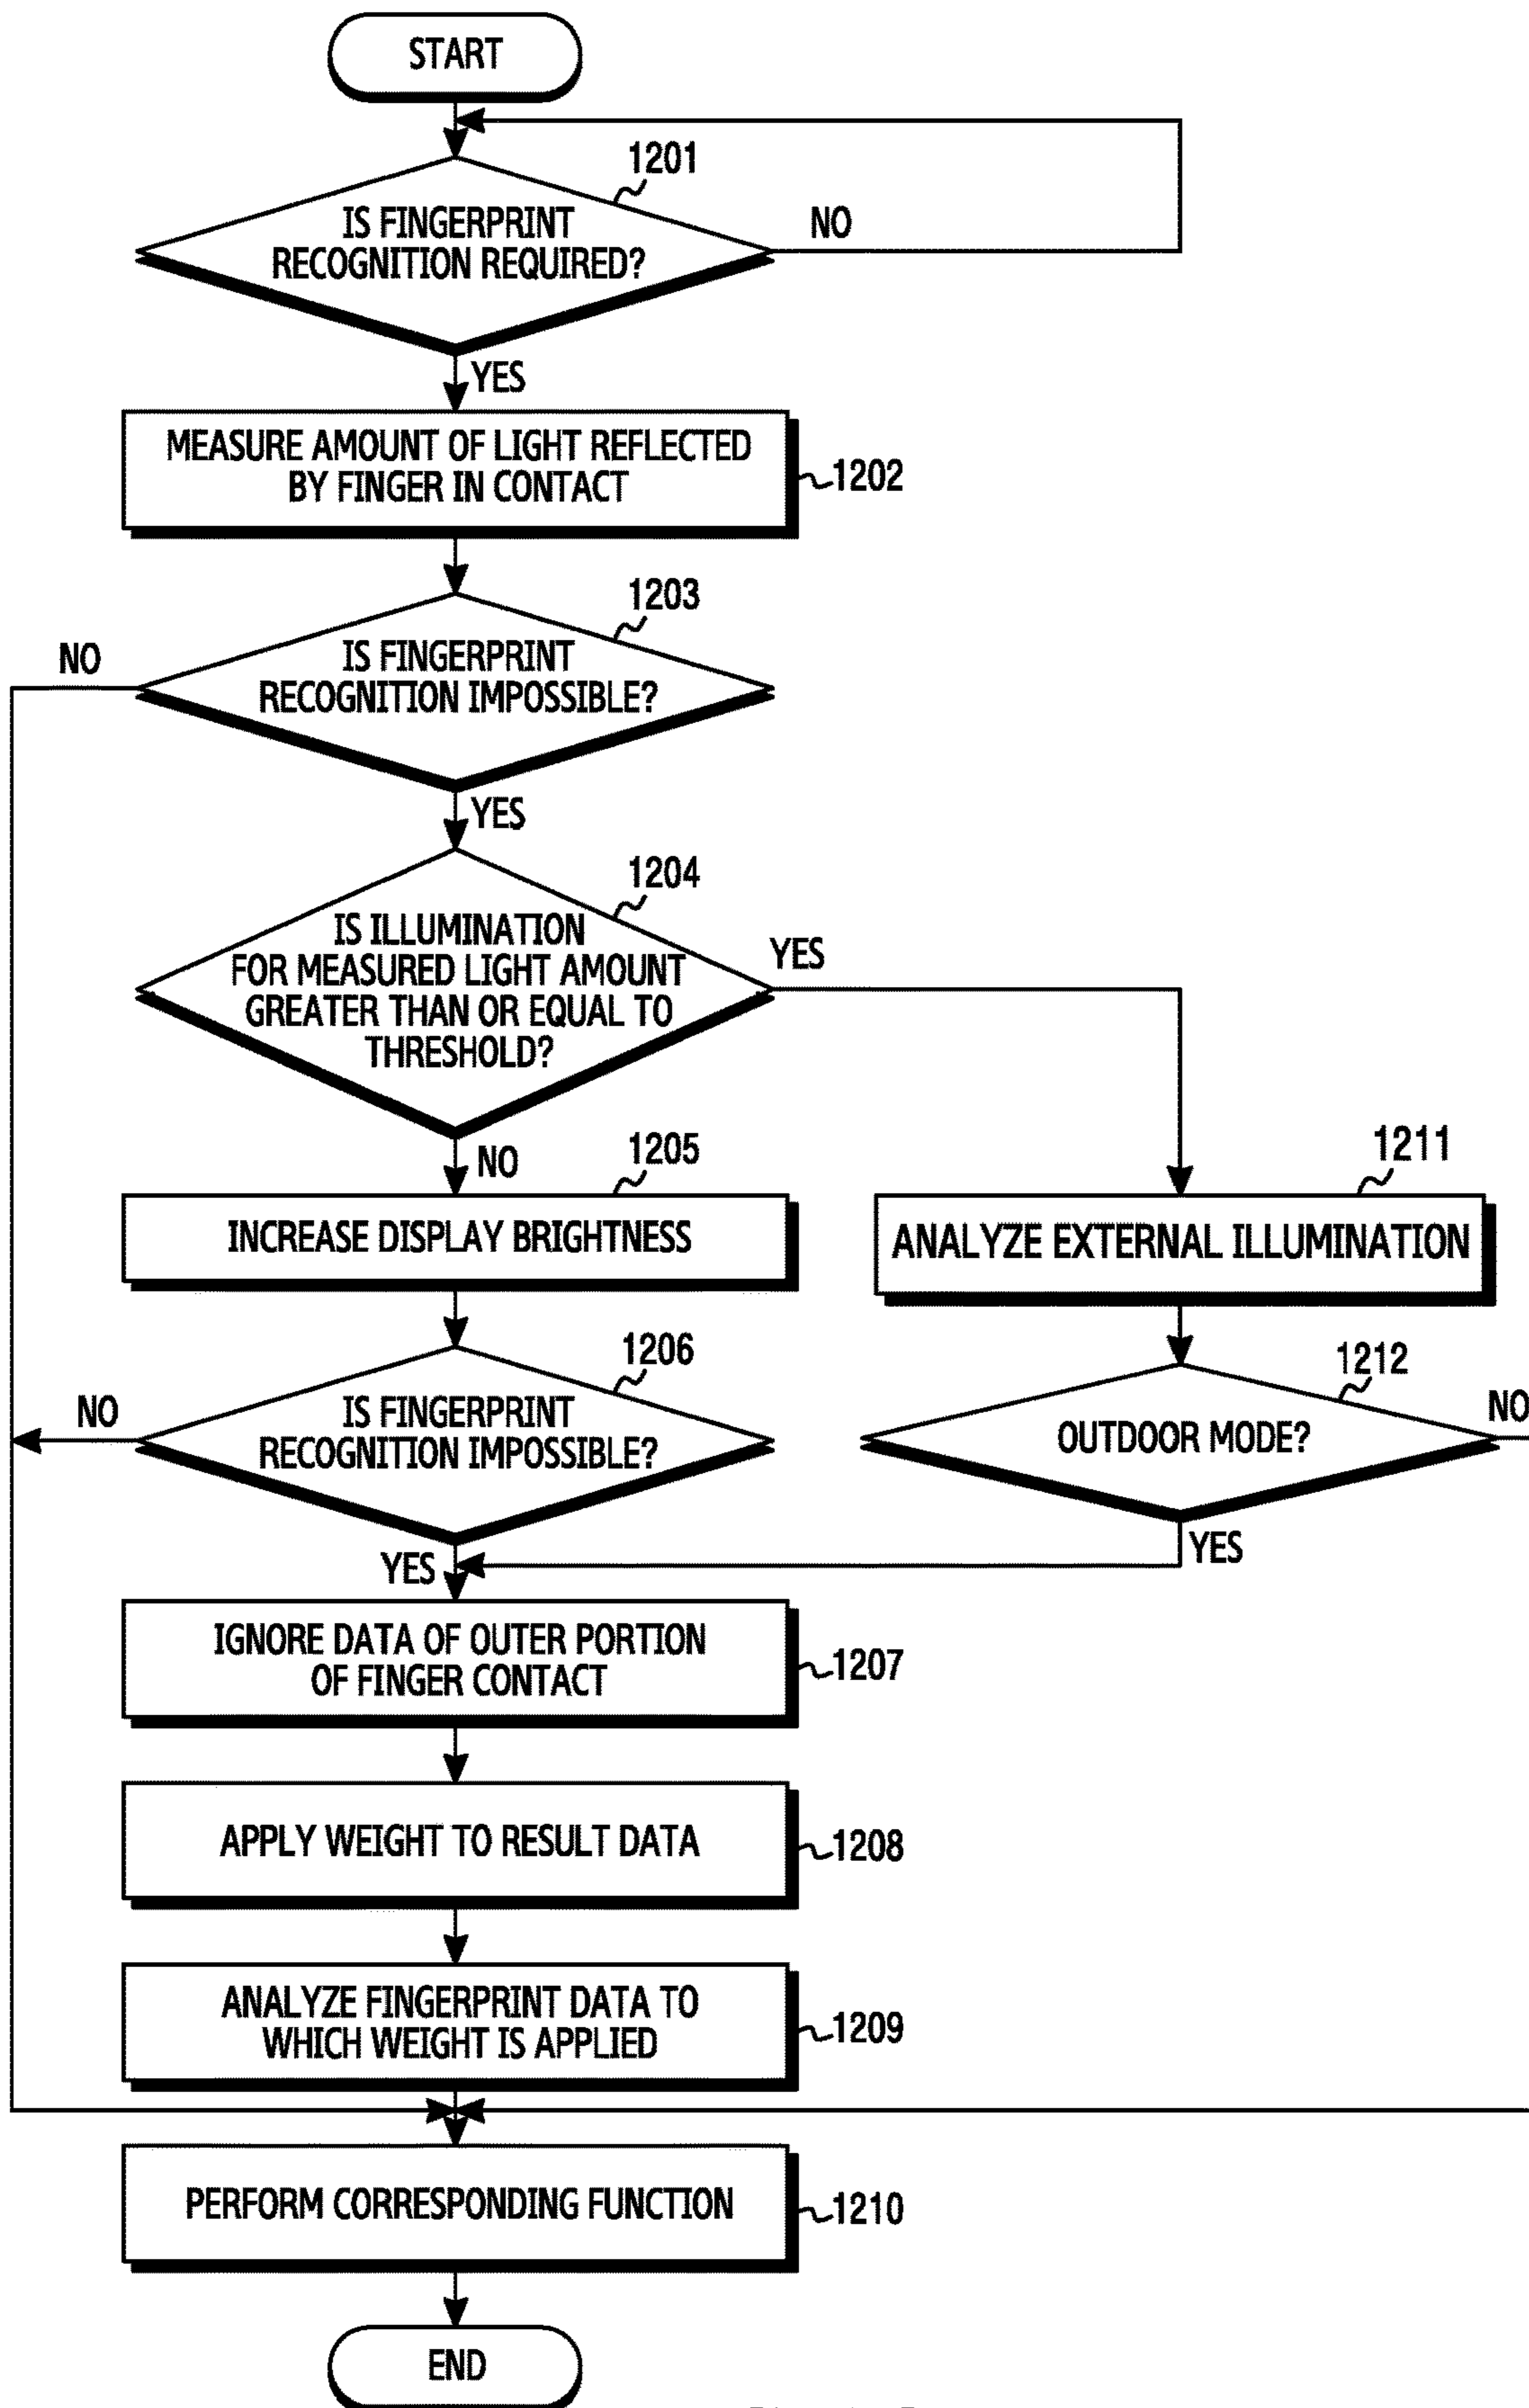 START
1201
IS FINGERPRINT
RECOGNITION REQUIRED?
NO
YES
MEASURE AMOUNT OF LIGHT REFLECTED
BY FINGER IN CONTACT
1202
1203
IS FINGERPRINT
RECOGNITION IMPOSSIBLE?
NO
YES
1204
IS ILLUMINATION
FOR MEASURED LIGHT AMOUNT
GREATER THAN OR EQUAL TO
THRESHOLD?
YES
NO
1205
INCREASE DISPLAY BRIGHTNESS
1211
ANALYZE EXTERNAL ILLUMINATION
1206
IS FINGERPRINT
RECOGNITION IMPOSSIBLE?
NO
YES
1212
OUTDOOR MODE?
NO
YES
IGNORE DATA OF OUTER PORTION
OF FINGER CONTACT
1207
APPLY WEIGHT TO RESULT DATA
1208
ANALYZE FINGERPRINT DATA TO
WHICH WEIGHT IS APPLIED
1209
PERFORM CORRESPONDING FUNCTION
1210
END